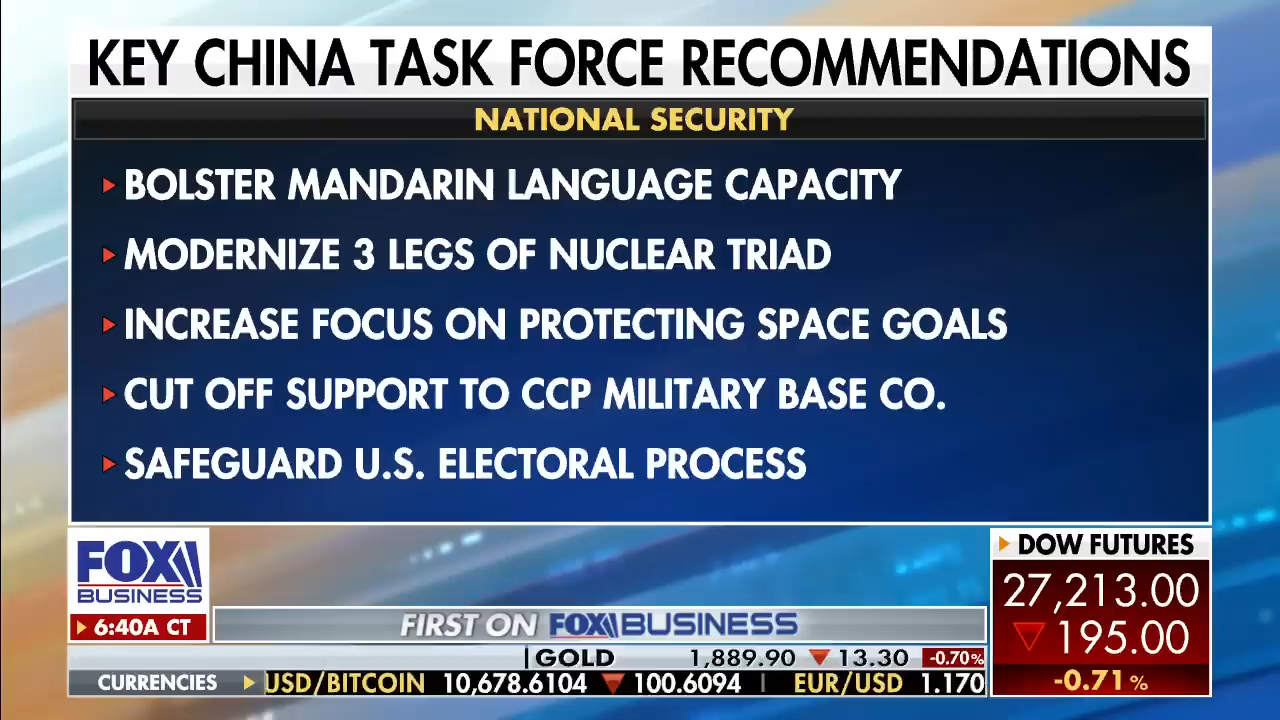 KEY CHINA TASK FORCE RECOMMENDATIONS
NATIONAL SECURITY
BOLSTER MANDARIN LANGUAGE CAPACITY
MODERNIZE 3 LEGS OF NUCLEAR TRIAD
INCREASE FOCUS ON PROTECTING SPACE GOALS
CUT OFF SUPPORT TO CCP MILITARY BASE CO.
SAFEGUARD U.S. ELECTORAL PROCESS
FOX BUSINESS
6:40A CT
FIRST ON FOX BUSINESS
DOW FUTURES
27,213.00
195.00
-0.71%
GOLD 1,889.90 13.30 -0.70%
CURRENCIES USD/BITCOIN 10,678.6104 100.6094 | EUR/USD 1.170